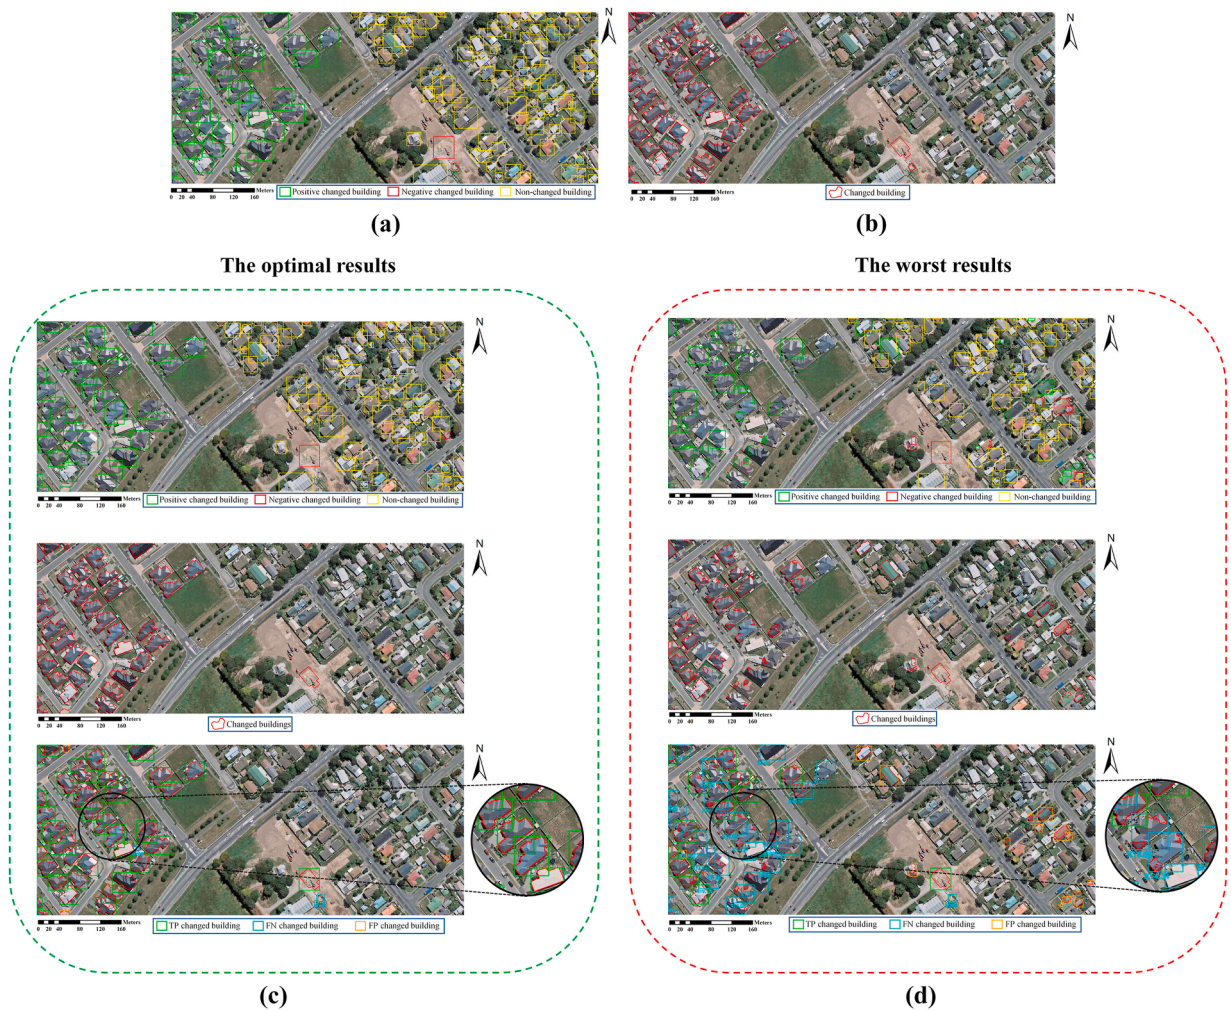 N
N
Meters
0 20 40 80 120 160
Positive changed building Negative changed building Non-changed building
Meters
0 20 40 80 120 160
Changed building
(a)
(b)
The optimal results
The worst results
N
Meters
0 20 40 80 120 160
Positive changed building Negative changed building Non-changed building
N
Meters
0 20 40 80 120 160
Changed buildings
N
Meters
0 20 40 80 120 160
TP changed building FN changed building FP changed building
N
Meters
0 20 40 80 120 160
Positive changed building Negative changed building Non-changed building
N
Meters
0 20 40 80 120 160
Changed buildings
N
Meters
0 20 40 80 120 160
TP changed building FN changed building FP changed building
(c)
(d)